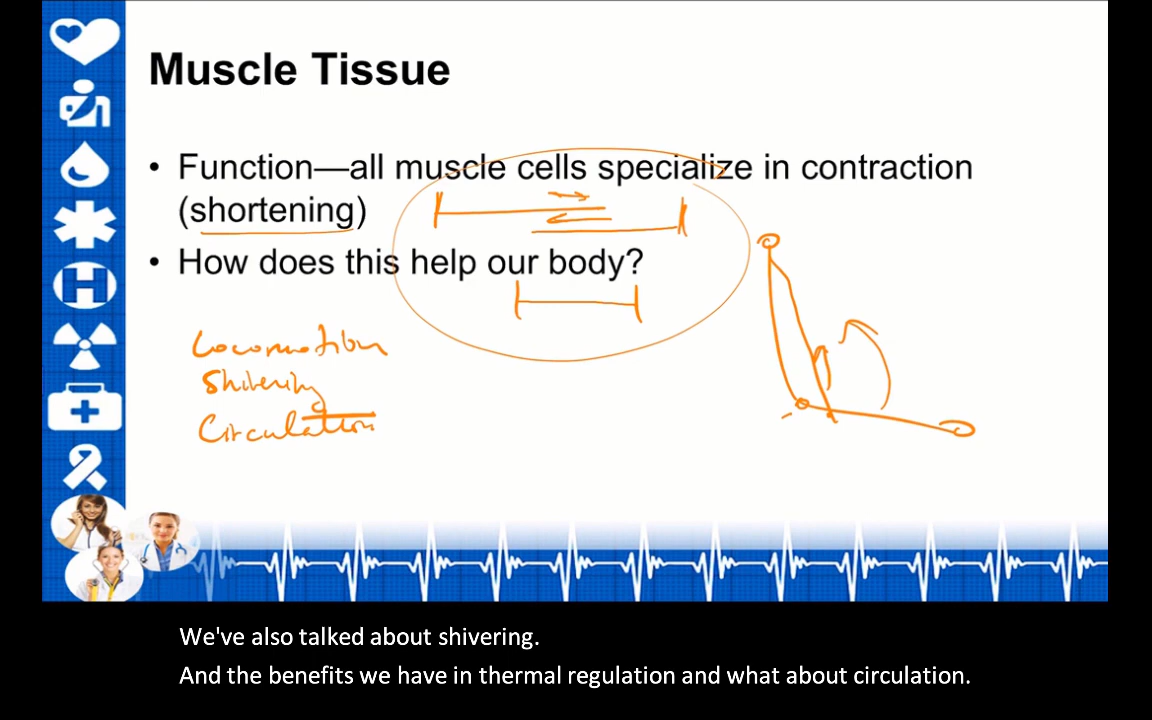 Muscle Tissue
• Function—all muscle cells specialize in contraction
(shortening)
• How does this help our body?
Locomotion
Shivering
Circulation
H
We've also talked about shivering.
And the benefits we have in thermal regulation and what about circulation.